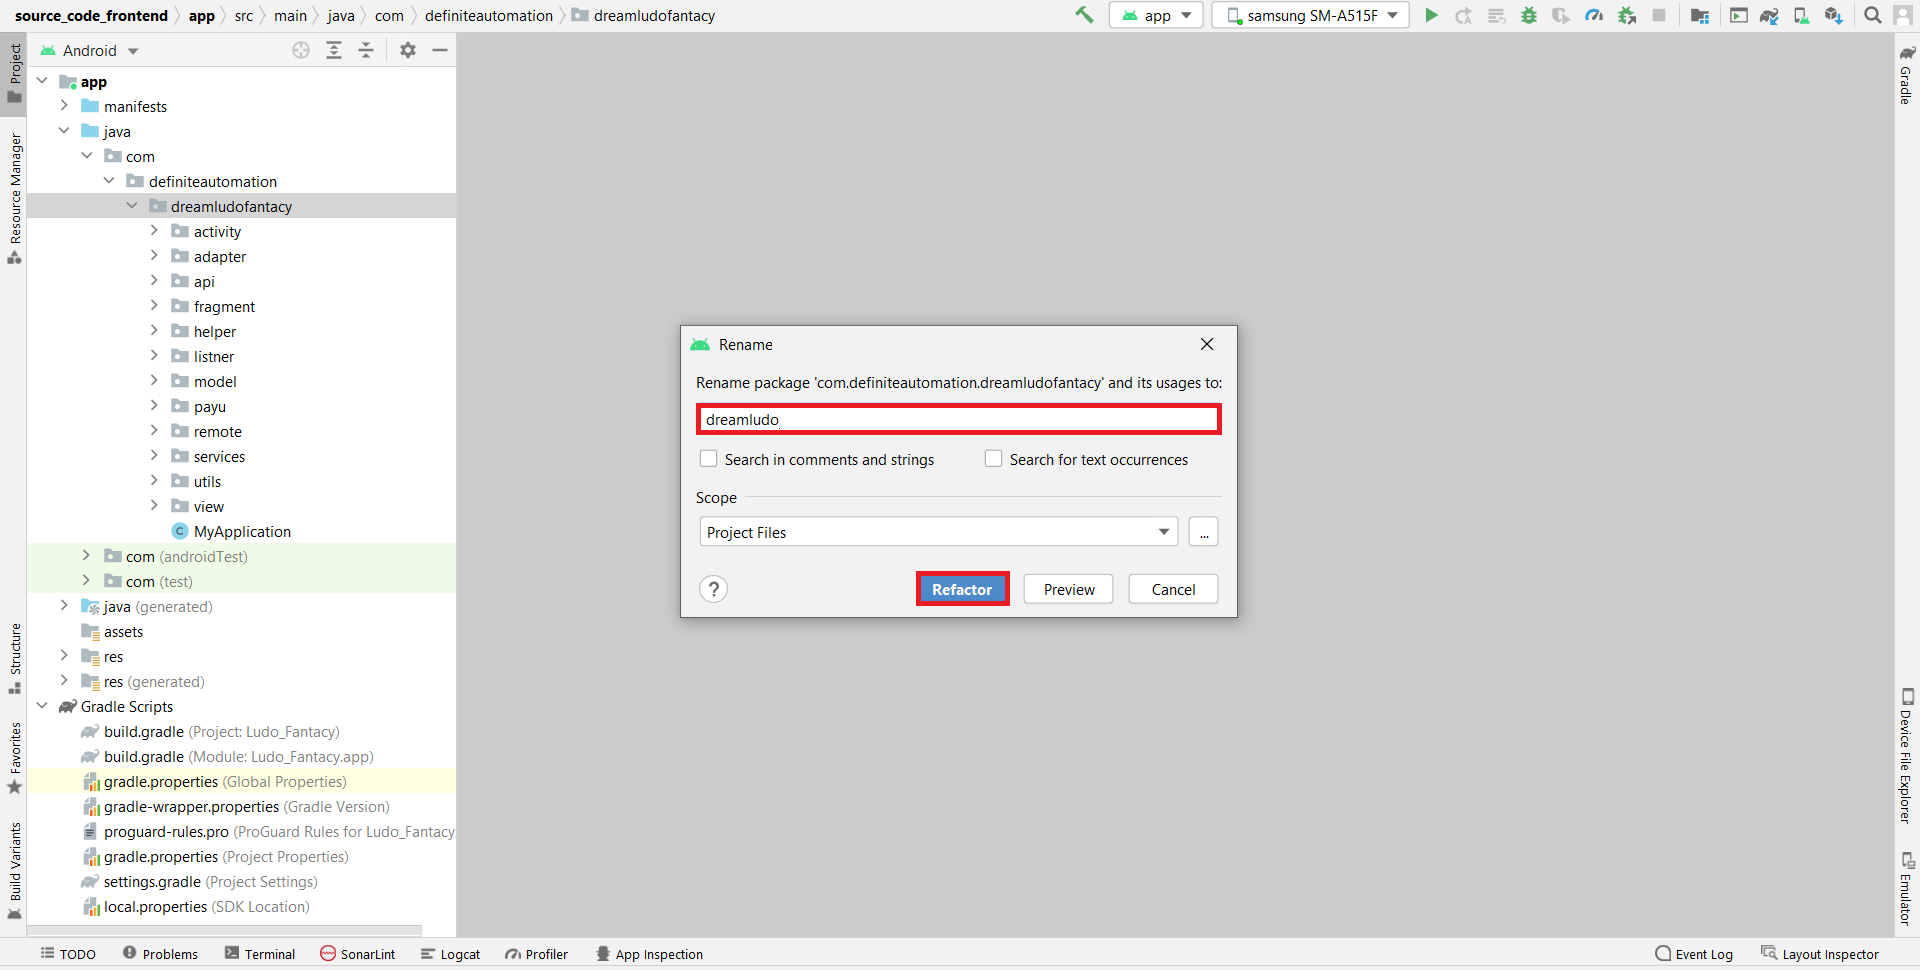 source_code_frontend app src main java com definiteautomation dreamludofantacy
app samsung SM-A515F
Project
Resource Manager
Structure
Favorites
Build Variants
Android
app
manifests
java
com
definiteautomation
dreamludofantacy
activity
adapter
api
fragment
helper
listner
model
payu
remote
services
utils
view
C MyApplication
com (androidTest)
com (test)
java (generated)
assets
res
res (generated)
Gradle Scripts
build.gradle (Project: Ludo_Fantacy)
build.gradle (Module: Ludo_Fantacy.app)
gradle.properties (Global Properties)
gradle-wrapper.properties (Gradle Version)
proguard-rules.pro (ProGuard Rules for Ludo_Fantacy
gradle.properties (Project Properties)
settings.gradle (Project Settings)
local.properties (SDK Location)
Rename
Rename package 'com.definiteautomation.dreamludofantacy' and its usages to:
dreamludo
Search in comments and strings Search for text occurrences
Scope
Project Files ...
? Refactor Preview Cancel
Gradle
Device File Explorer
Emulator
TODO Problems Terminal SonarLint Logcat Profiler App Inspection Event Log Layout Inspector